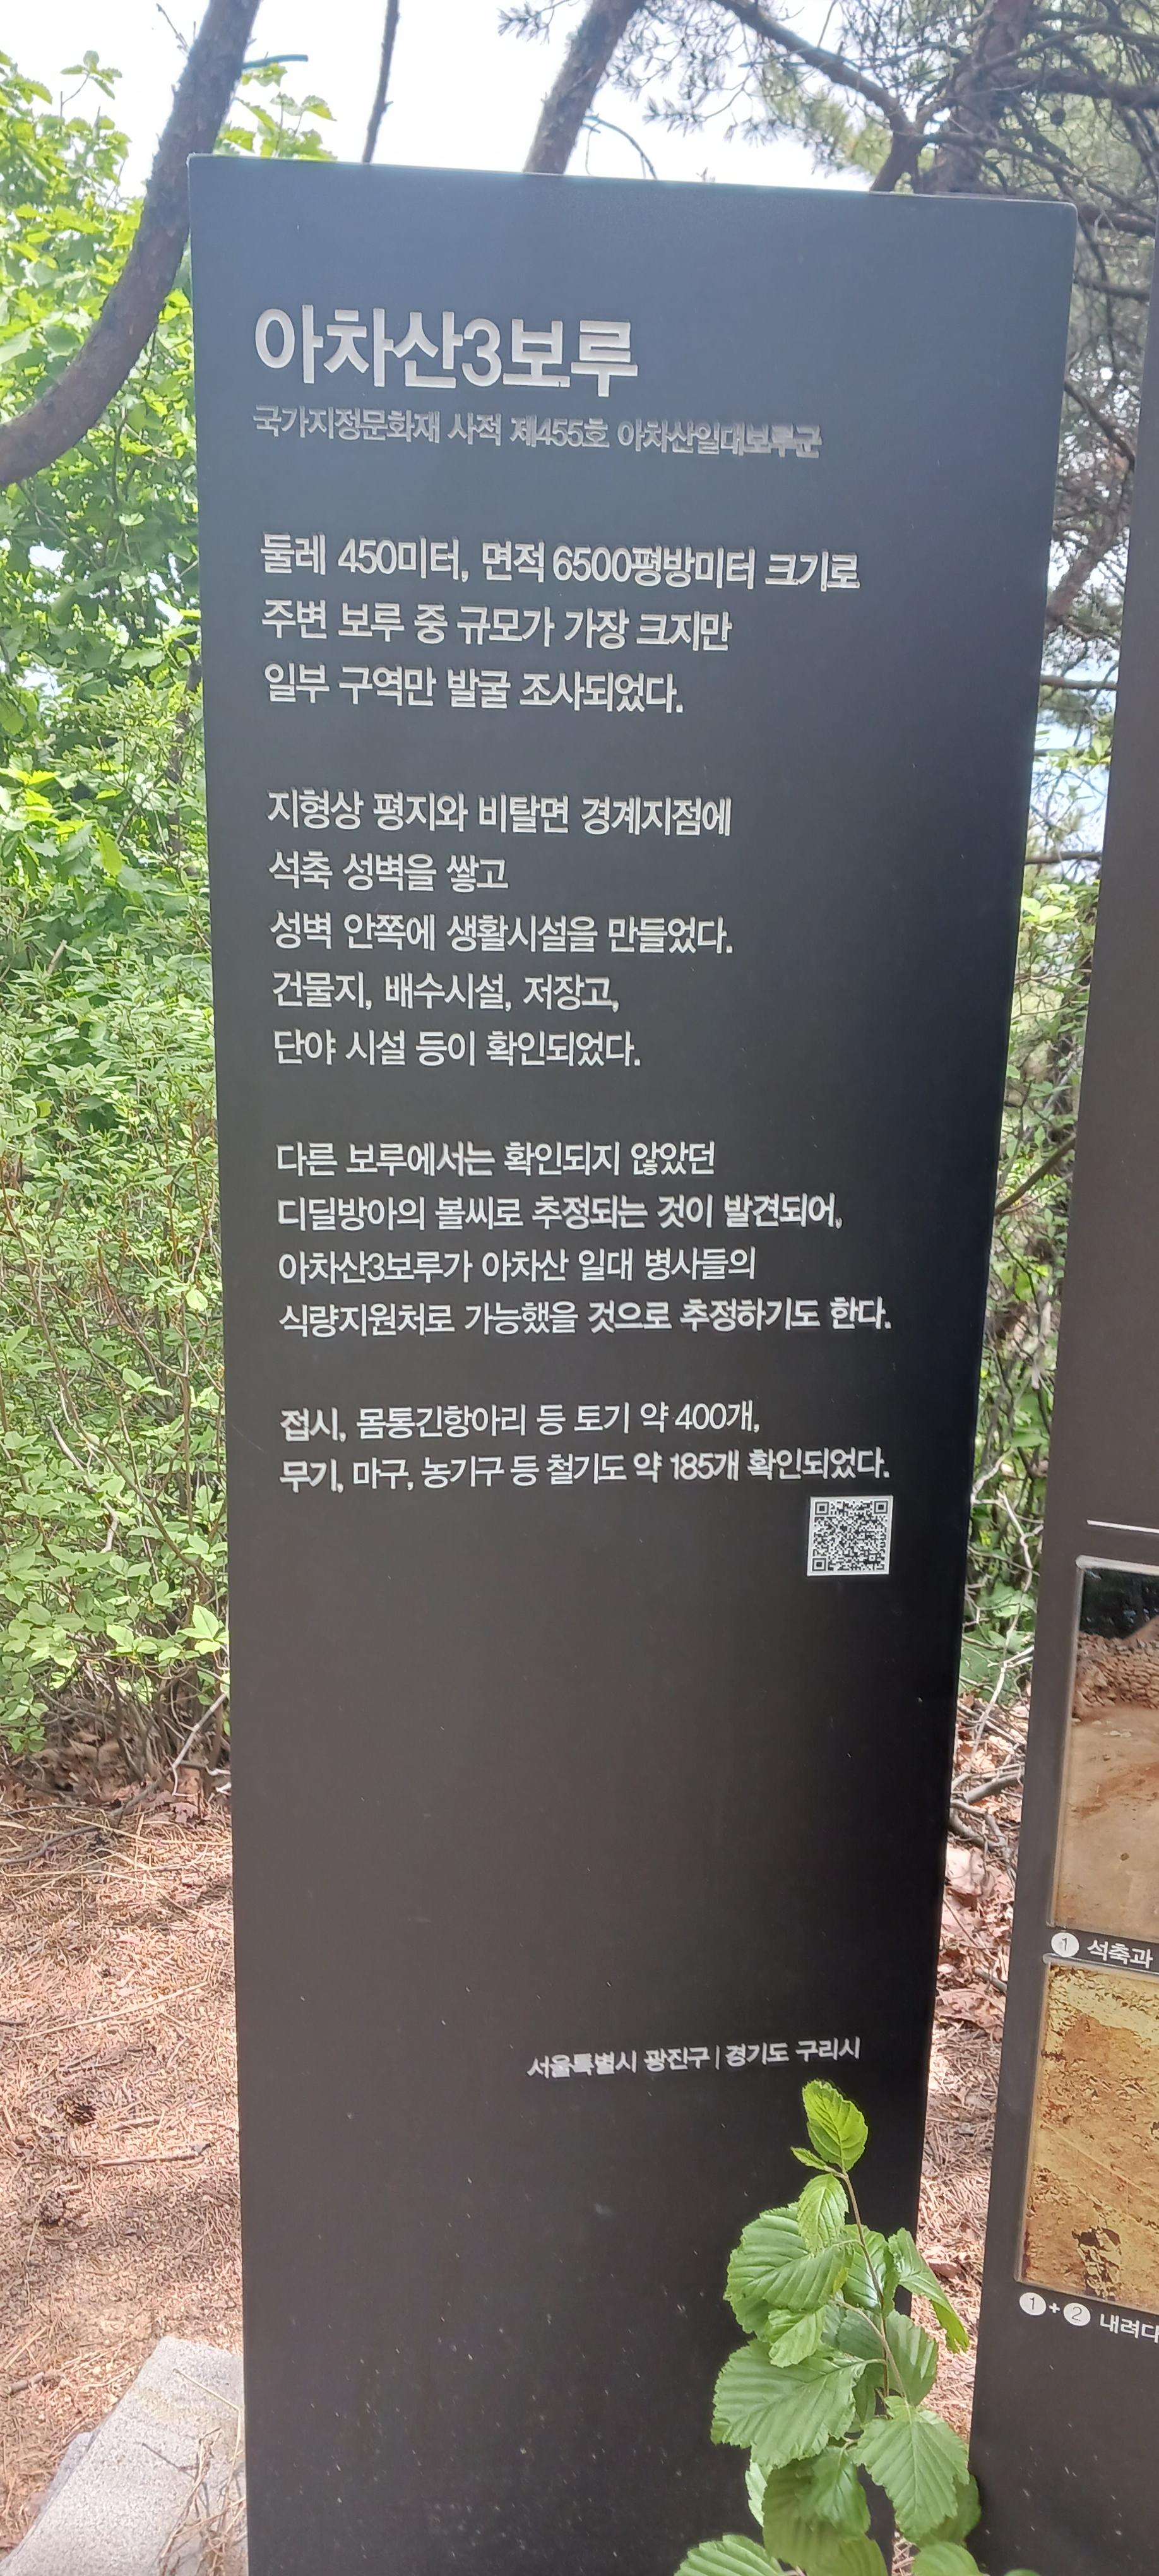 아차산3보루
국가지정문화재 사적 제455호 아차산일대보루군
둘레 450미터, 면적 6500평방미터 크기로
주변 보루 중 규모가 가장 크지만
일부 구역만 발굴 조사되었다.
지형상 평지와 비탈면 경계지점에
석축 성벽을 쌓고
성벽 안쪽에 생활시설을 만들었다.
건물지, 배수시설, 저장고,
단야 시설 등이 확인되었다.
다른 보루에서는 확인되지 않았던
디딜방아의 볼씨로 추정되는 것이 발견되어,
아차산3보루가 아차산 일대 병사들의
식량지원처로 가능했을 것으로 추정하기도 한다.
접시, 몸통긴항아리 등 토기 약 400개,
무기, 마구, 농기구 등 철기도 약 185개 확인되었다.
서울특별시 광진구 | 경기도 구리시
1 석축과
1+2 내려다